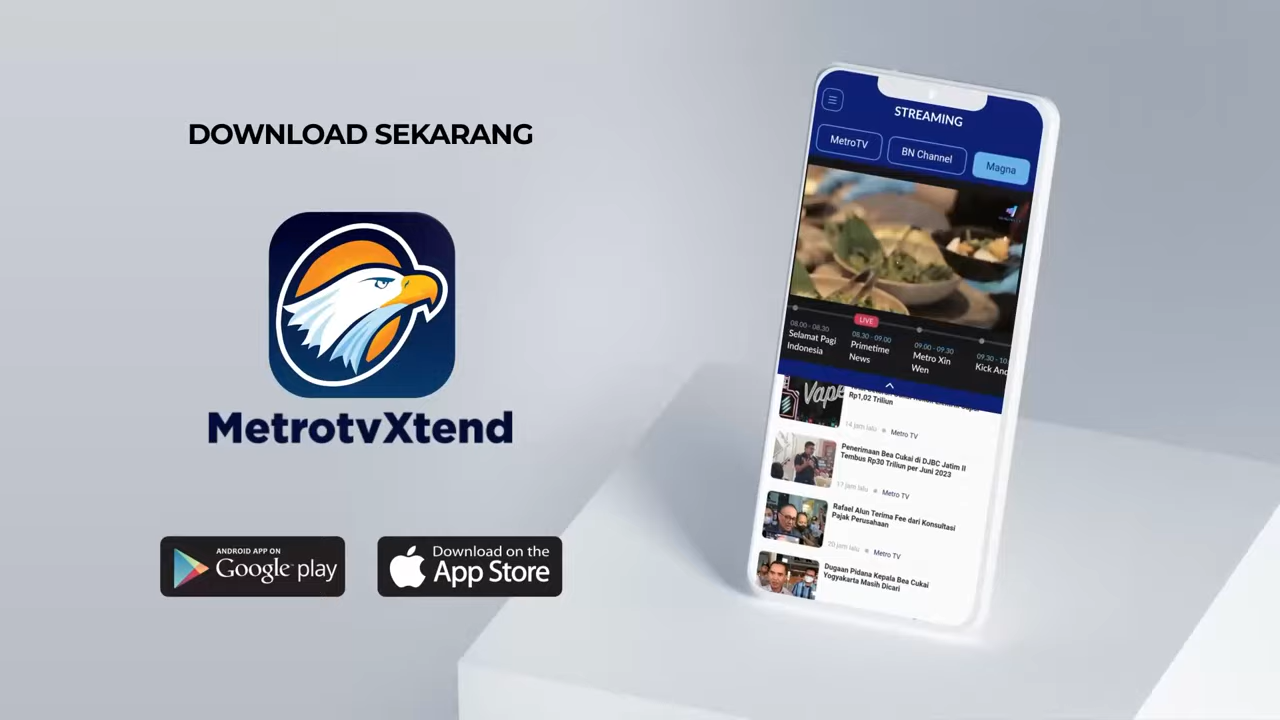 DOWNLOAD SEKARANG
MetrotvXtend
ANDROID APP ON
Google play
Download on the
App Store
STREAMING
MetroTV
BN Channel
Magna
LIVE
08.00 - 08.30
Selamat Pagi
Indonesia
08.30 - 09.00
Primetime
News
09.00 - 09.30
Metro Xin
Wen
09.30 - 10
Kick And
Vape
Rp1,02 Triliun
14 jam lalu
Metro TV
Penerimaan Bea Cukai di DJBC Jatim II
Tembus Rp30 Triliun per Juni 2023
17 jam lalu
Metro TV
Rafael Alun Terima Fee dari Konsultasi
Pajak Perusahaan
20 jam lalu
Metro TV
Dugaan Pidana Kepala Bea Cukai
Yogyakarta Masih Dicari